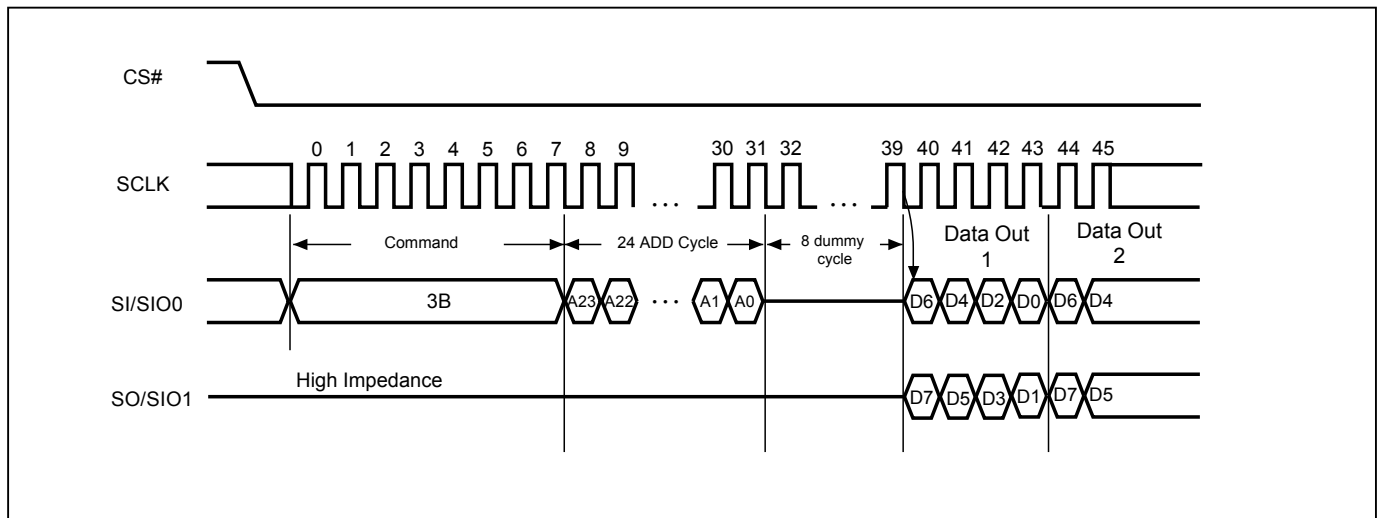 CS#
0 1 2 3 4 5 6 7 8 9 30 31 32 39 40 41 42 43 44 45
SCLK
... ...
Command 24 ADD Cycle 8 dummy cycle Data Out 1 Data Out 2
SI/SIO0 3B A23 A22 ... A1 A0 D6 D4 D2 D0 D6 D4
High Impedance
SO/SIO1 D7 D5 D3 D1 D7 D5